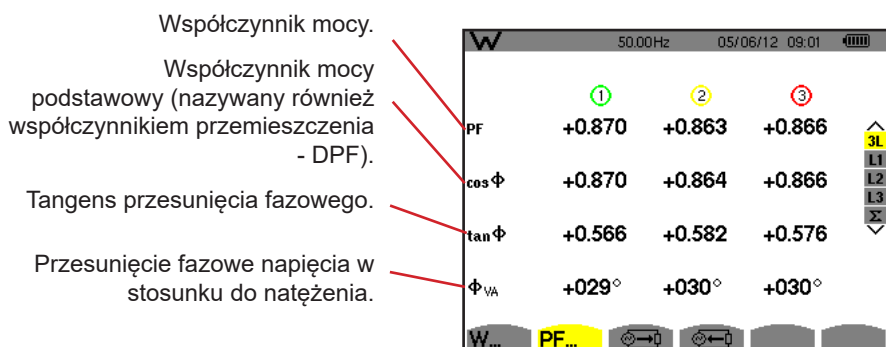 Współczynnik mocy.
Współczynnik mocy
podstawowy (nazywany również
współczynnikiem przemieszczenia
- DPF).
Tangens przesunięcia fazowego.
Przesunięcie fazowe napięcia w
stosunku do natężenia.
W 50.00Hz 05/06/12 09:01
1 2 3
PF +0.870 +0.863 +0.866
cos Φ +0.870 +0.864 +0.866
tan Φ +0.566 +0.582 +0.576
Φ VA +029° +030° +030°
3L
L1
L2
L3
Σ
W... PF...